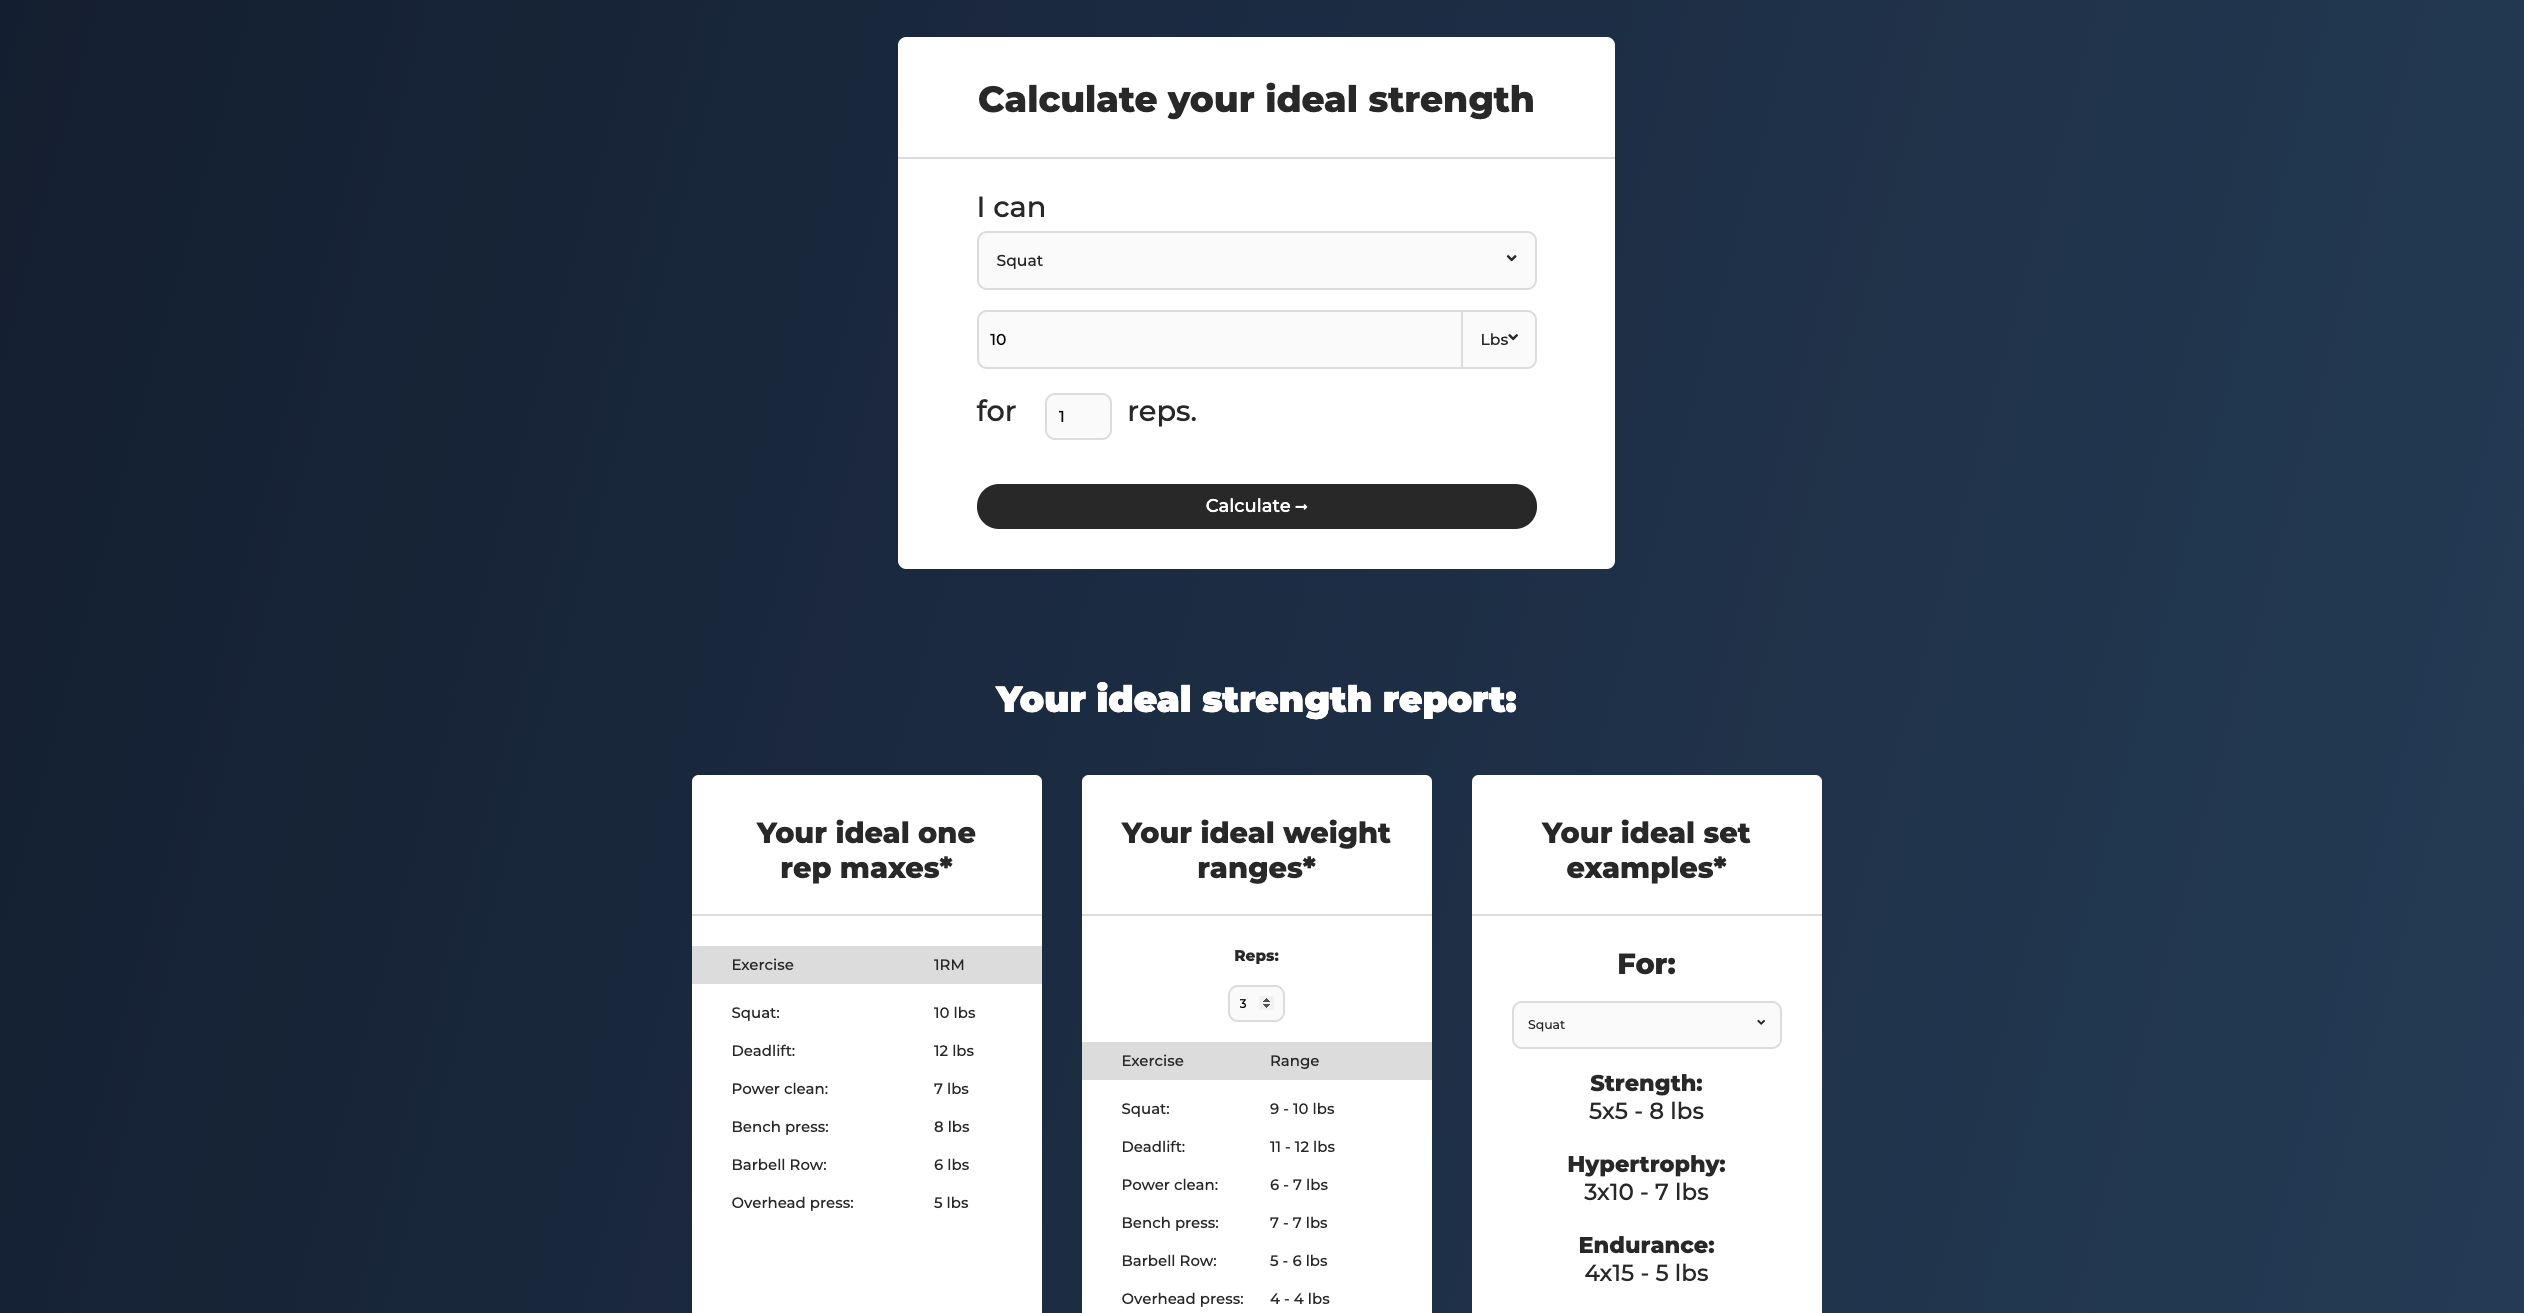 Calculate your ideal strength
I can
Squat
10
Lbs
for 1 reps.
Calculate →
Your ideal strength report:
Your ideal one
rep maxes*
Exercise 1RM
Squat: 10 lbs
Deadlift: 12 lbs
Power clean: 7 lbs
Bench press: 8 lbs
Barbell Row: 6 lbs
Overhead press: 5 lbs
Your ideal weight
ranges*
Reps:
3
Exercise Range
Squat: 9 - 10 lbs
Deadlift: 11 - 12 lbs
Power clean: 6 - 7 lbs
Bench press: 7 - 7 lbs
Barbell Row: 5 - 6 lbs
Overhead press: 4 - 4 lbs
Your ideal set
examples*
For:
Squat
Strength:
5x5 - 8 lbs
Hypertrophy:
3x10 - 7 lbs
Endurance:
4x15 - 5 lbs